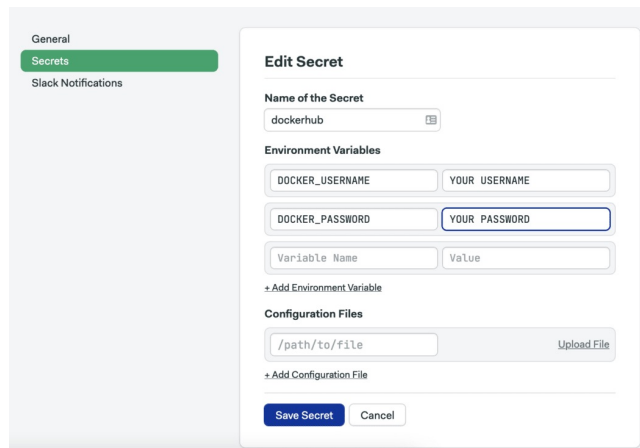 General
Secrets
Slack Notifications
Edit Secret
Name of the Secret
dockerhub
Environment Variables
DOCKER_USERNAME YOUR USERNAME
DOCKER_PASSWORD YOUR PASSWORD
Variable Name Value
+ Add Environment Variable
Configuration Files
/path/to/file Upload File
+ Add Configuration File
Save Secret Cancel